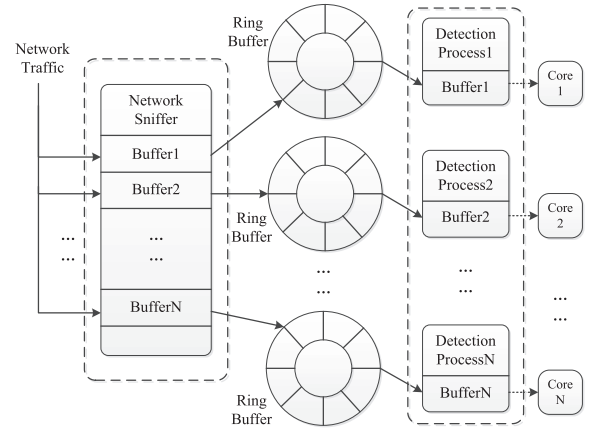 Network
Traffic
Network
Sniffer
Buffer1
Buffer2
...
...
...
...
BufferN
Ring
Buffer
Ring
Buffer
...
...
Ring
Buffer
Detection
Process1
Buffer1
Detection
Process2
Buffer2
...
...
Detection
ProcessN
BufferN
Core
1
Core
2
...
...
Core
N